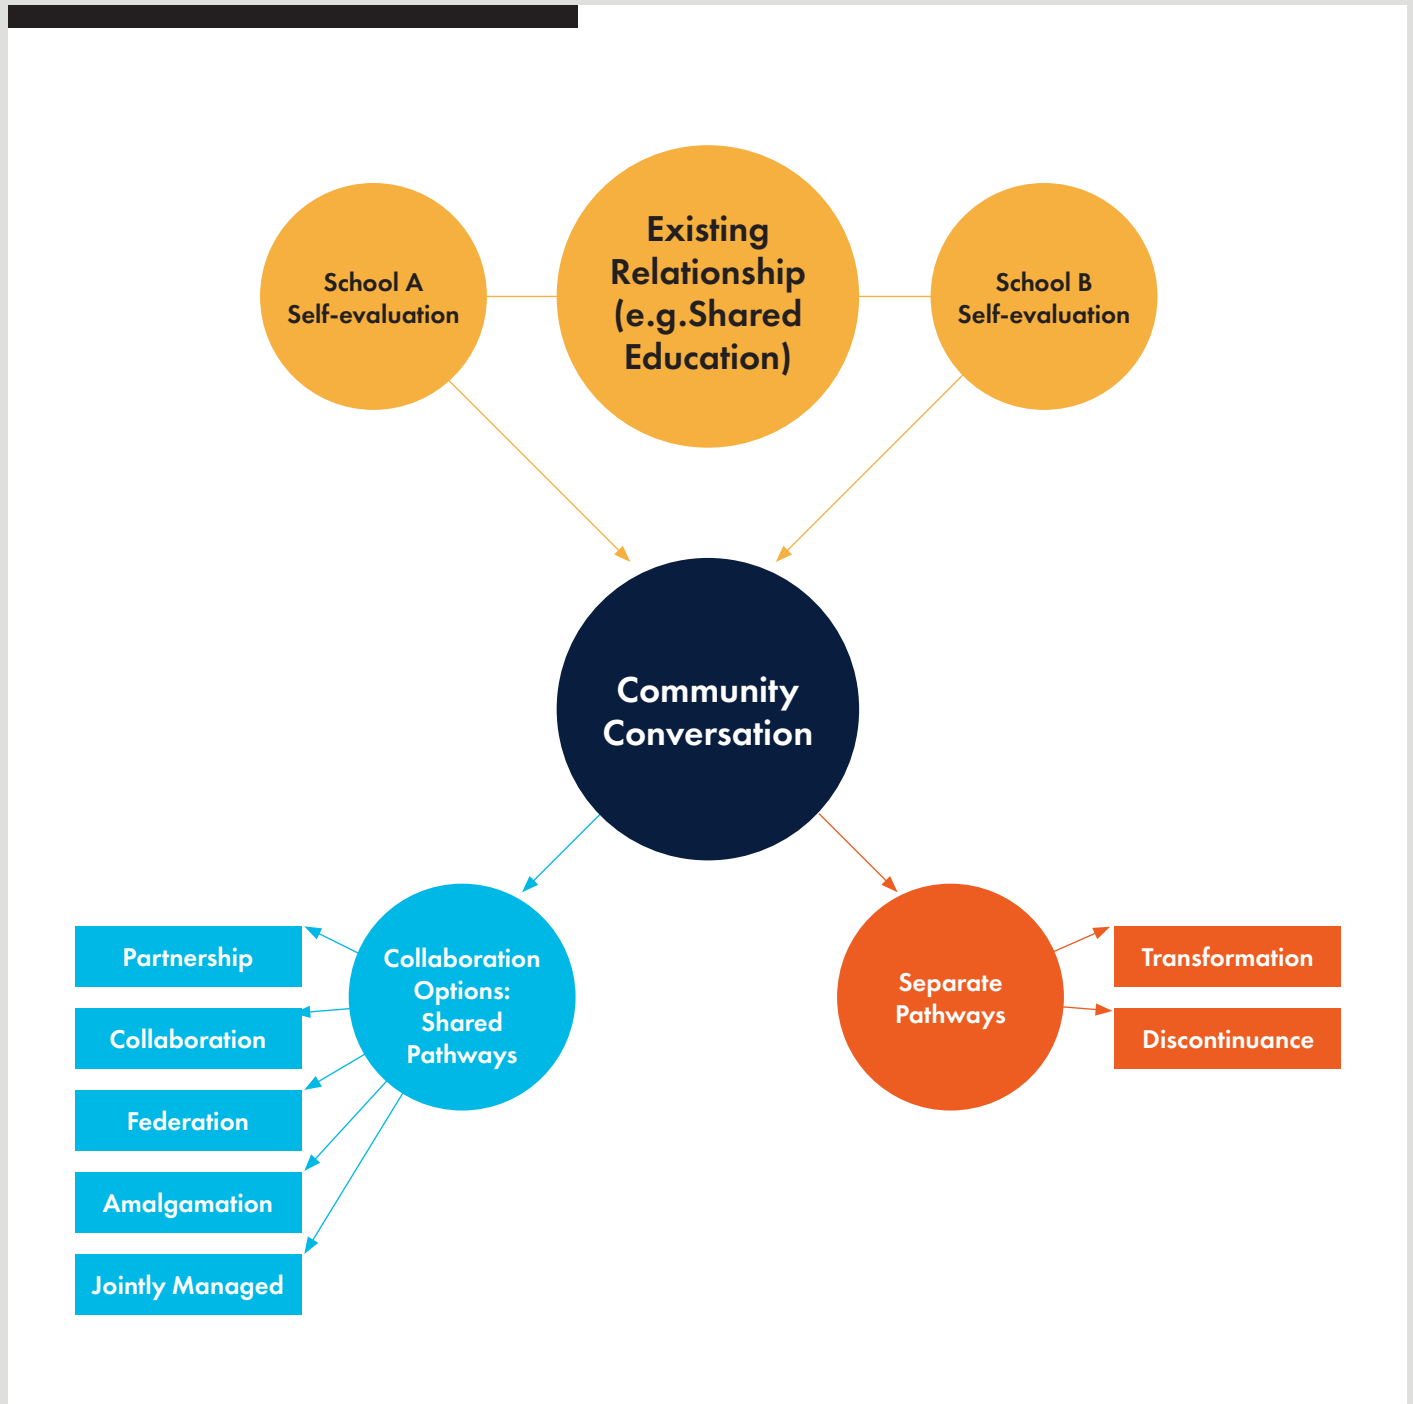 Existing
Relationship
(e.g.Shared
Education)
School A
Self-evaluation
School B
Self-evaluation
Community
Conversation
Collaboration
Options:
Shared
Pathways
Partnership
Collaboration
Federation
Amalgamation
Jointly Managed
Separate
Pathways
Transformation
Discontinuance